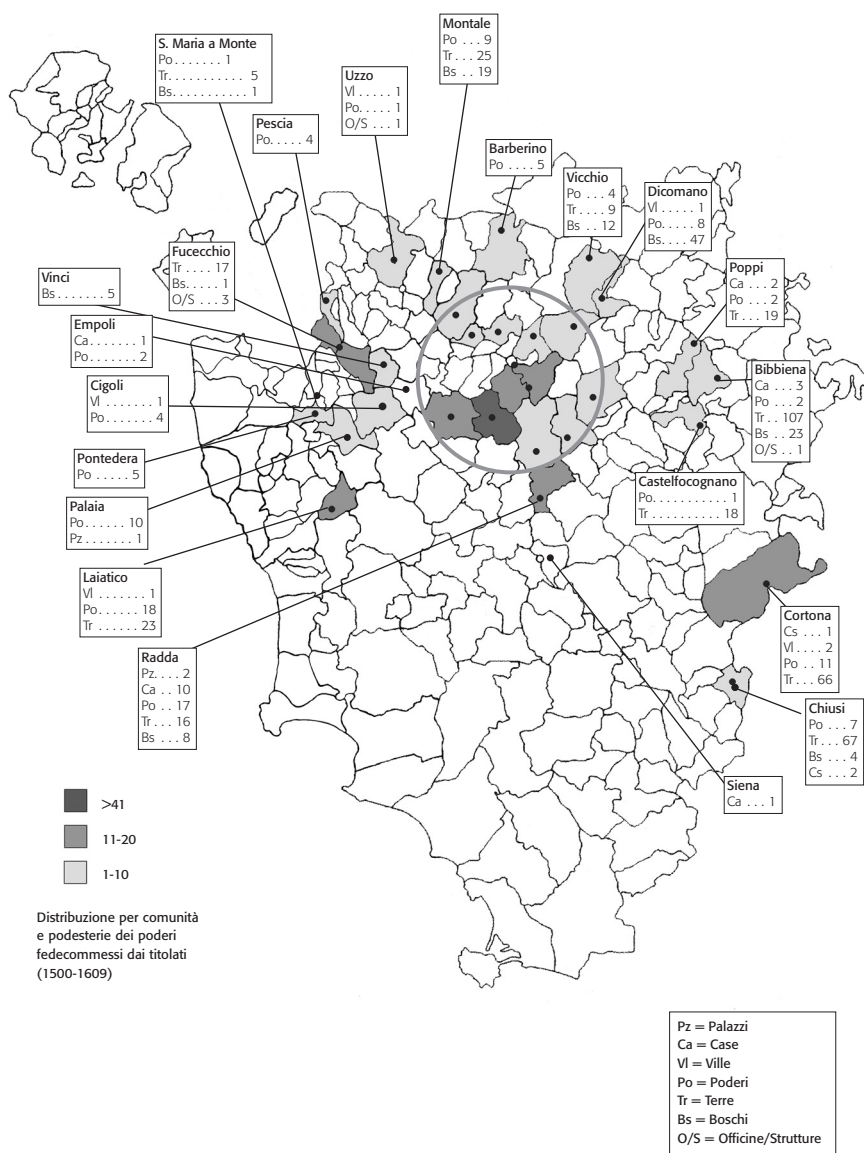 S. Maria a Monte
Po . . . . . . . 1
Tr. . . . . . . . . . . 5
Bs. . . . . . . . . . . 1
Montale
Po . . . 9
Tr . . . 25
Bs . . 19
Uzzo
Vl . . . . . 1
Po. . . . . 1
O/S . . . 1
Pescia
Po. . . . . 4
Barberino
Po . . . . 5
Vicchio
Po . . . 4
Tr . . . . 9
Bs . . 12
Dicomano
Vl . . . . . 1
Po. . . . . 8
Bs. . . . 47
Fucecchio
Tr . . . . 17
Bs. . . . . 1
O/S . . . 3
Poppi
Ca . . . 2
Po . . . 2
Tr . . . 19
Vinci
Bs . . . . . . . 5
Empoli
Ca. . . . . . . 1
Po. . . . . . . 2
Bibbiena
Ca . . . 3
Po . . . 2
Tr . . 107
Bs . . 23
O/S . . 1
Cigoli
Vl . . . . . . . 1
Po. . . . . . . 4
Pontedera
Po . . . . . 5
Castelfocognano
Po. . . . . . . . . . . 1
Tr . . . . . . . . . . 18
Palaia
Po. . . . . . 10
Pz . . . . . . . 1
Laiatico
Vl . . . . . . . 1
Po. . . . . . 18
Tr . . . . . . 23
Cortona
Cs . . . 1
Vl. . . . 2
Po . . 11
Tr. . . 66
Radda
Pz. . . . 2
Ca . . 10
Po . . 17
Tr. . . 16
Bs . . . 8
Chiusi
Po . . . 7
Tr . . . 67
Bs . . . 4
Cs . . . 2
Siena
Ca . . . 1
>41
11-20
1-10
Distribuzione per comunità
e podesterie dei poderi
fedecommessi dai titolati
(1500-1609)
Pz = Palazzi
Ca = Case
Vl = Ville
Po = Poderi
Tr = Terre
Bs = Boschi
O/S = Officine/Strutture